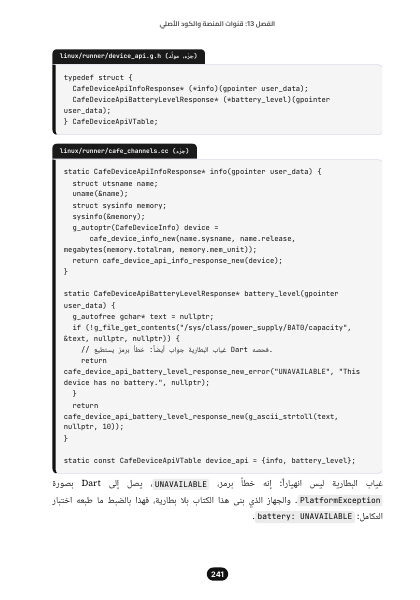 الفصل 13: قنوات المنصة والكود الأصلي
linux/runner/device_api.g.h (جزء، مولّد)
typedef struct {
  CafeDeviceApiInfoResponse* (*info)(gpointer user_data);
  CafeDeviceApiBatteryLevelResponse* (*battery_level)(gpointer
user_data);
} CafeDeviceApiVTable;
linux/runner/cafe_channels.cc (جزء)
static CafeDeviceApiInfoResponse* info(gpointer user_data) {
  struct utsname name;
  uname(&name);
  struct sysinfo memory;
  sysinfo(&memory);
  g_autoptr(CafeDeviceInfo) device =
      cafe_device_info_new(name.sysname, name.release,
megabytes(memory.totalram, memory.mem_unit));
  return cafe_device_api_info_response_new(device);
}
static CafeDeviceApiBatteryLevelResponse* battery_level(gpointer
user_data) {
  g_autofree gchar* text = nullptr;
  if (!g_file_get_contents("/sys/class/power_supply/BAT0/capacity",
&text, nullptr, nullptr)) {
    // غياب البطارية جواب أيضاً: خطأ برمز يستطيع Dart فحصه.
    return
cafe_device_api_battery_level_response_new_error("UNAVAILABLE", "This
device has no battery.", nullptr);
  }
  return
cafe_device_api_battery_level_response_new(g_ascii_strtoll(text,
nullptr, 10));
}
static const CafeDeviceApiVTable device_api = {info, battery_level};
غياب البطارية ليس انهياراً: إنه خطأ برمز، UNAVAILABLE، يصل إلى Dart بصورة
PlatformException. والجهاز الذي بنى هذا الكتاب بلا بطارية، فهذا بالضبط ما طبعه اختبار
التكامل: battery: UNAVAILABLE.
241